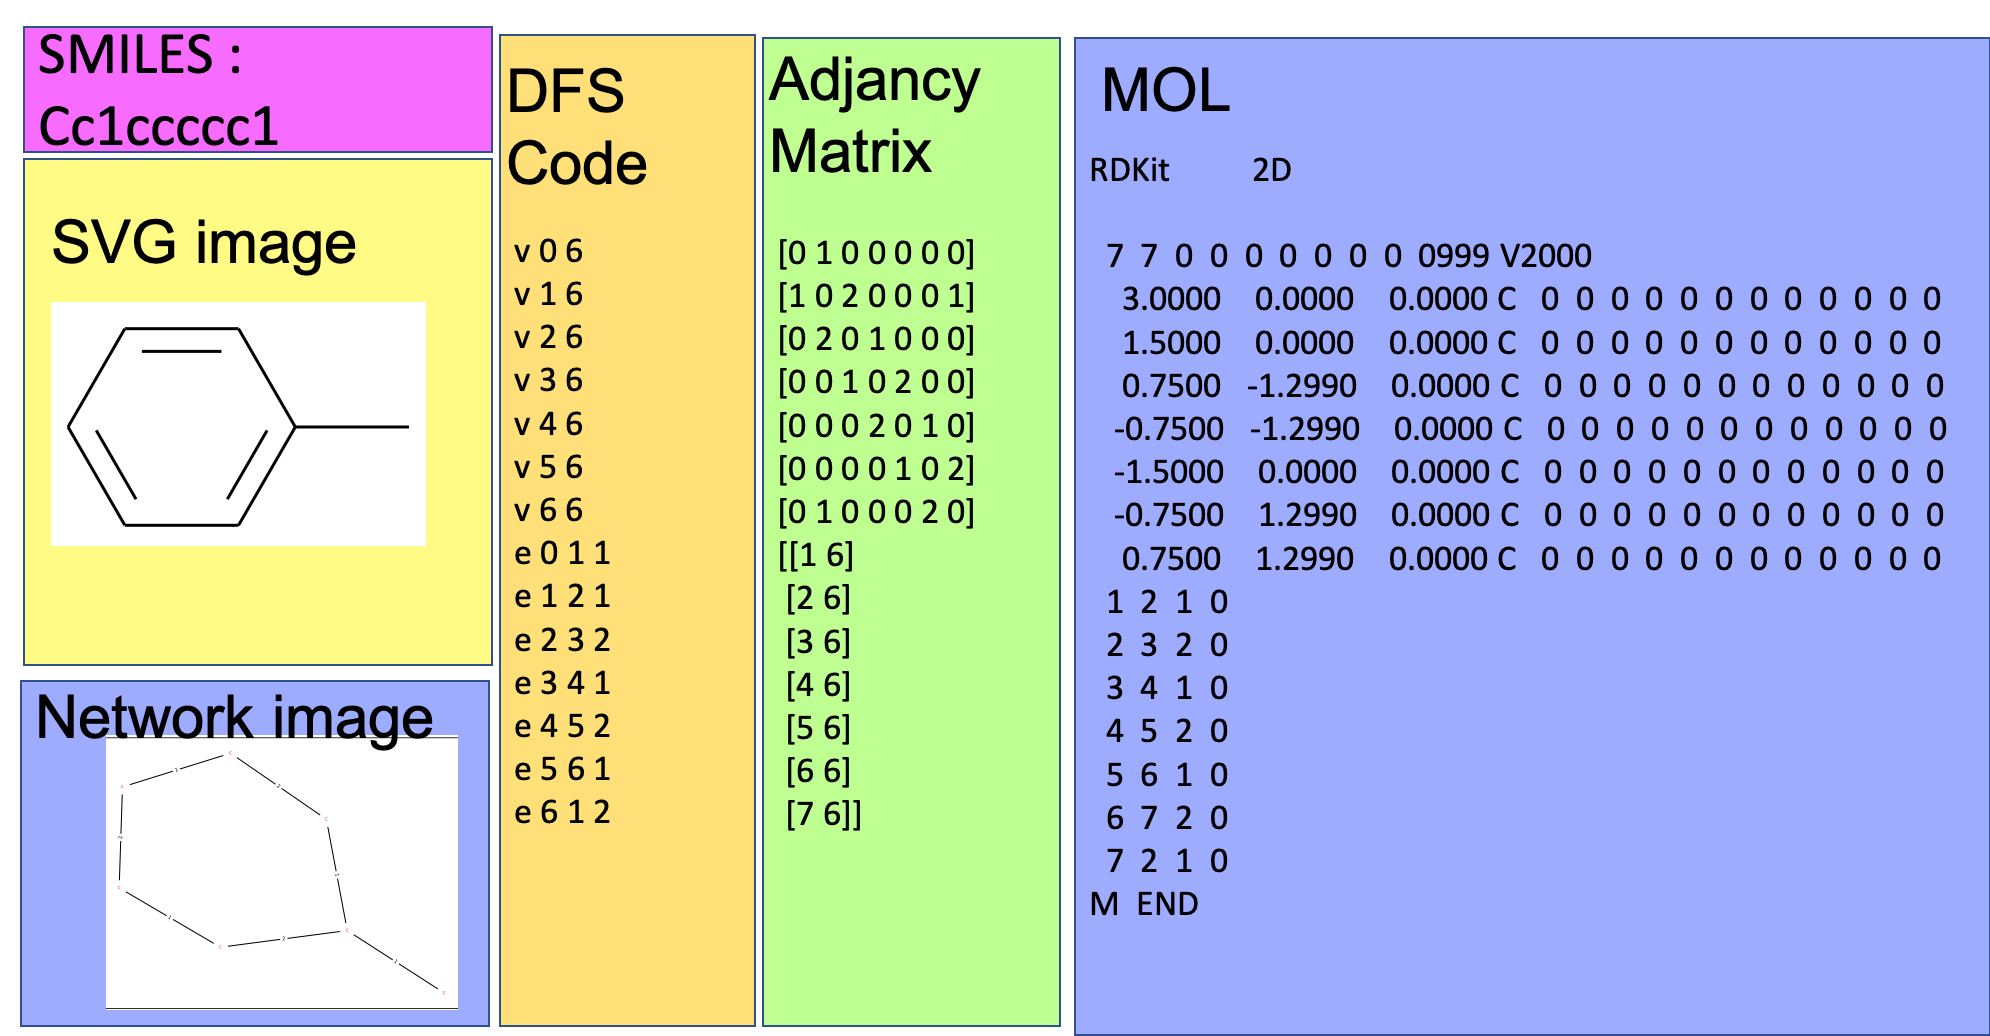 SMILES :
Cc1ccccc1
SVG image
Network image
C
1
C
2
C
2
C
1
C
1
C
2
C
1
C
DFS
Code
v 0 6
v 1 6
v 2 6
v 3 6
v 4 6
v 5 6
v 6 6
e 0 1 1
e 1 2 1
e 2 3 2
e 3 4 1
e 4 5 2
e 5 6 1
e 6 1 2
Adjancy
Matrix
[0 1 0 0 0 0 0]
[1 0 2 0 0 0 1]
[0 2 0 1 0 0 0]
[0 0 1 0 2 0 0]
[0 0 0 2 0 1 0]
[0 0 0 0 1 0 2]
[0 1 0 0 0 2 0]
[[1 6]
[2 6]
[3 6]
[4 6]
[5 6]
[6 6]
[7 6]]
MOL
RDKit 2D
7 7 0 0 0 0 0 0 0 0999 V2000
3.0000 0.0000 0.0000 C 0 0 0 0 0 0 0 0 0 0 0 0
1.5000 0.0000 0.0000 C 0 0 0 0 0 0 0 0 0 0 0 0
0.7500 -1.2990 0.0000 C 0 0 0 0 0 0 0 0 0 0 0 0
-0.7500 -1.2990 0.0000 C 0 0 0 0 0 0 0 0 0 0 0 0
-1.5000 0.0000 0.0000 C 0 0 0 0 0 0 0 0 0 0 0 0
-0.7500 1.2990 0.0000 C 0 0 0 0 0 0 0 0 0 0 0 0
0.7500 1.2990 0.0000 C 0 0 0 0 0 0 0 0 0 0 0 0
1 2 1 0
2 3 2 0
3 4 1 0
4 5 2 0
5 6 1 0
6 7 2 0
7 2 1 0
M END